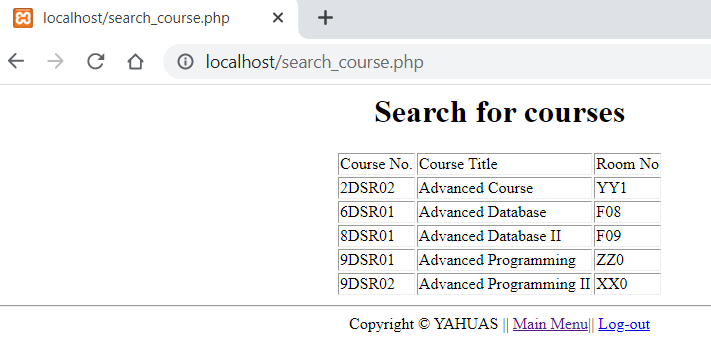 localhost/search_course.php
localhost/search_course.php
Search for courses
Course No. Course Title Room No
2DSR02 Advanced Course YY1
6DSR01 Advanced Database F08
8DSR01 Advanced Database II F09
9DSR01 Advanced Programming ZZ0
9DSR02 Advanced Programming II XX0
Copyright © YAHUAS || Main Menu|| Log-out